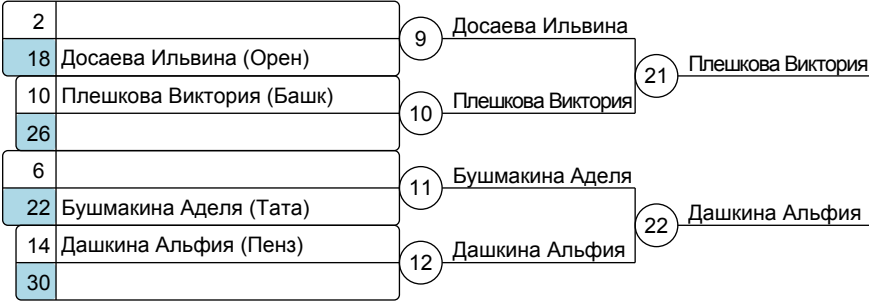 2
9
Досаева Ильвина
18 Досаева Ильвина (Орен)
21
Плешкова Виктория
10 Плешкова Виктория (Башк)
10
Плешкова Виктория
26
6
11
Бушмакина Аделя
22 Бушмакина Аделя (Тата)
22
Дашкина Альфия
14 Дашкина Альфия (Пенз)
12
Дашкина Альфия
30